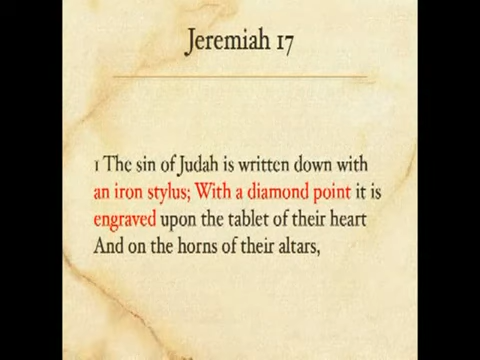 Jeremiah 17
1 The sin of Judah is written down with
an iron stylus; With a diamond point it is
engraved upon the tablet of their heart
And on the horns of their altars,